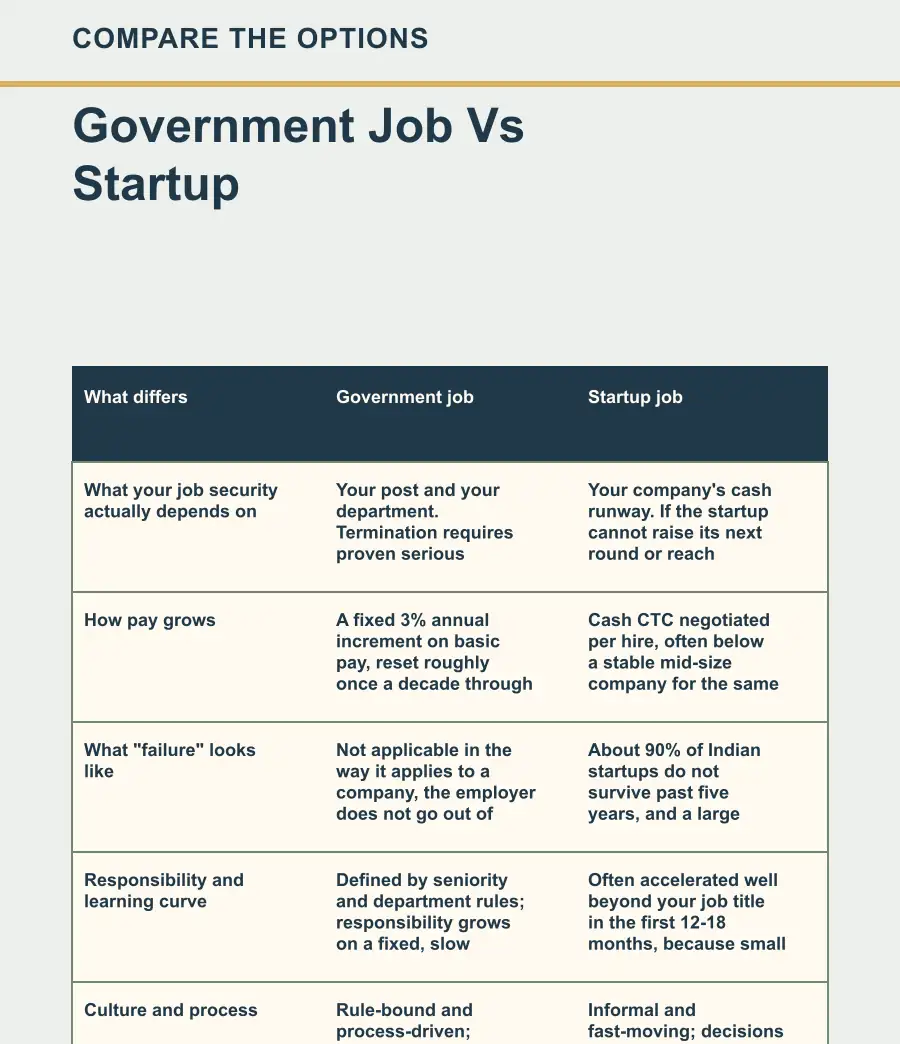 COMPARE THE OPTIONS
Government Job Vs
Startup
What differs
Government job
Startup job
What your job security
actually depends on
Your post and your
department.
Termination requires
proven serious
Your company's cash
runway. If the startup
cannot raise its next
round or reach
How pay grows
A fixed 3% annual
increment on basic
pay, reset roughly
once a decade through
Cash CTC negotiated
per hire, often below
a stable mid-size
company for the same
What "failure" looks
like
Not applicable in the
way it applies to a
company, the employer
does not go out of
About 90% of Indian
startups do not
survive past five
years, and a large
Responsibility and
learning curve
Defined by seniority
and department rules;
responsibility grows
on a fixed, slow
Often accelerated well
beyond your job title
in the first 12-18
months, because small
Culture and process
Rule-bound and
process-driven;
Informal and
fast-moving; decisions